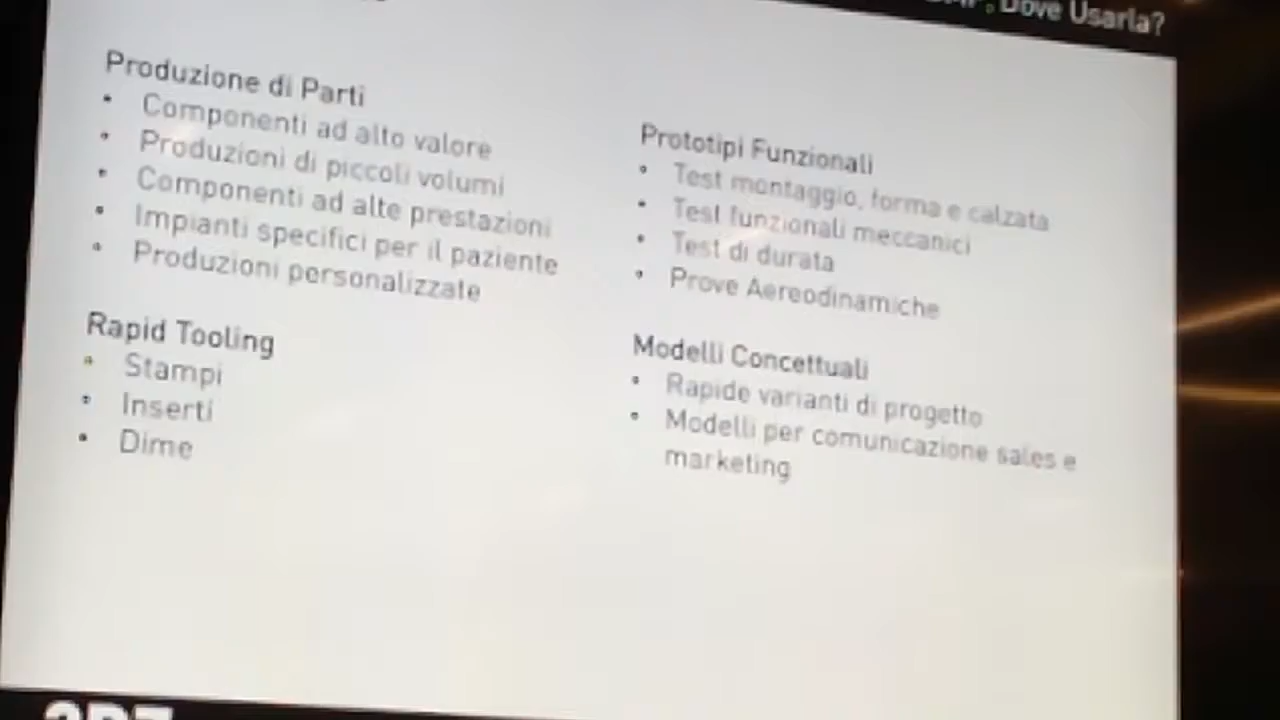 Dove Usarla?
Produzione di Parti
• Componenti ad alto valore
• Produzioni di piccoli volumi
• Componenti ad alte prestazioni
• Impianti specifici per il paziente
• Produzioni personalizzate
Rapid Tooling
• Stampi
• Inserti
• Dime
Prototipi Funzionali
• Test montaggio, forma e calzata
• Test funzionali meccanici
• Test di durata
• Prove Aereodinamiche
Modelli Concettuali
• Rapide varianti di progetto
• Modelli per comunicazione sales e
marketing